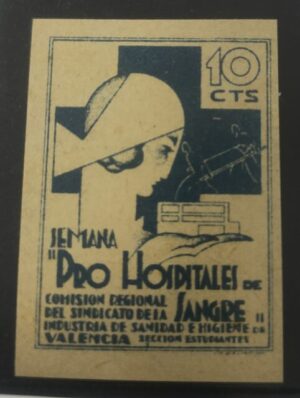 10
CTS
SEMANA
"PRO HOSPITALES DE
COMISION REGIONAL
DEL SINDICATO DE LA SANGRE"
INDUSTRIA DE SANIDAD E HIGIENE DE
VALENCIA SECCION ESTUDIANTES